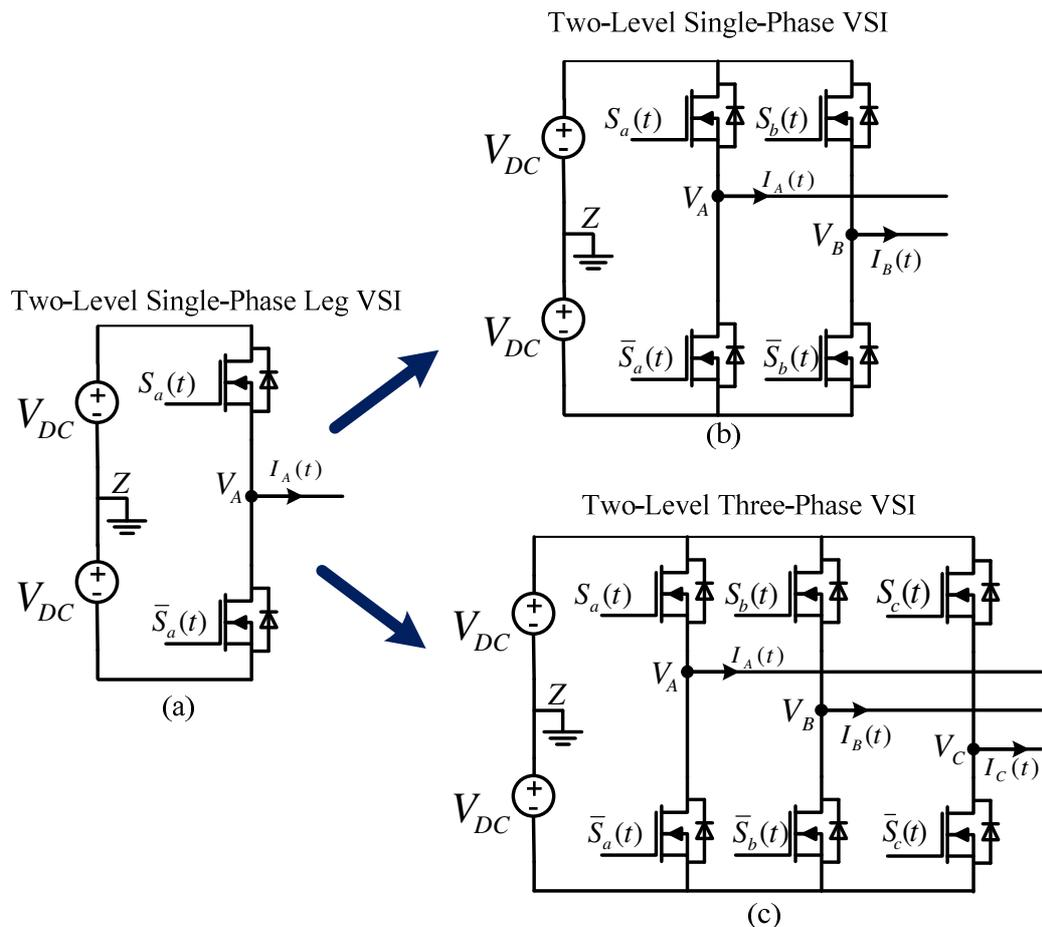 Two-Level Single-Phase VSI
S_a(t)
S_b(t)
V_DC
+
-
V_A
I_A(t)
Z
V_B
I_B(t)
V_DC
+
-
S̅_a(t)
S̅_b(t)
(b)
Two-Level Single-Phase Leg VSI
S_a(t)
V_DC
+
-
V_A
I_A(t)
Z
V_DC
+
-
S̅_a(t)
(a)
Two-Level Three-Phase VSI
S_a(t)
S_b(t)
S_c(t)
V_DC
+
-
V_A
I_A(t)
Z
V_B
I_B(t)
V_C
I_C(t)
V_DC
+
-
S̅_a(t)
S̅_b(t)
S̅_c(t)
(c)